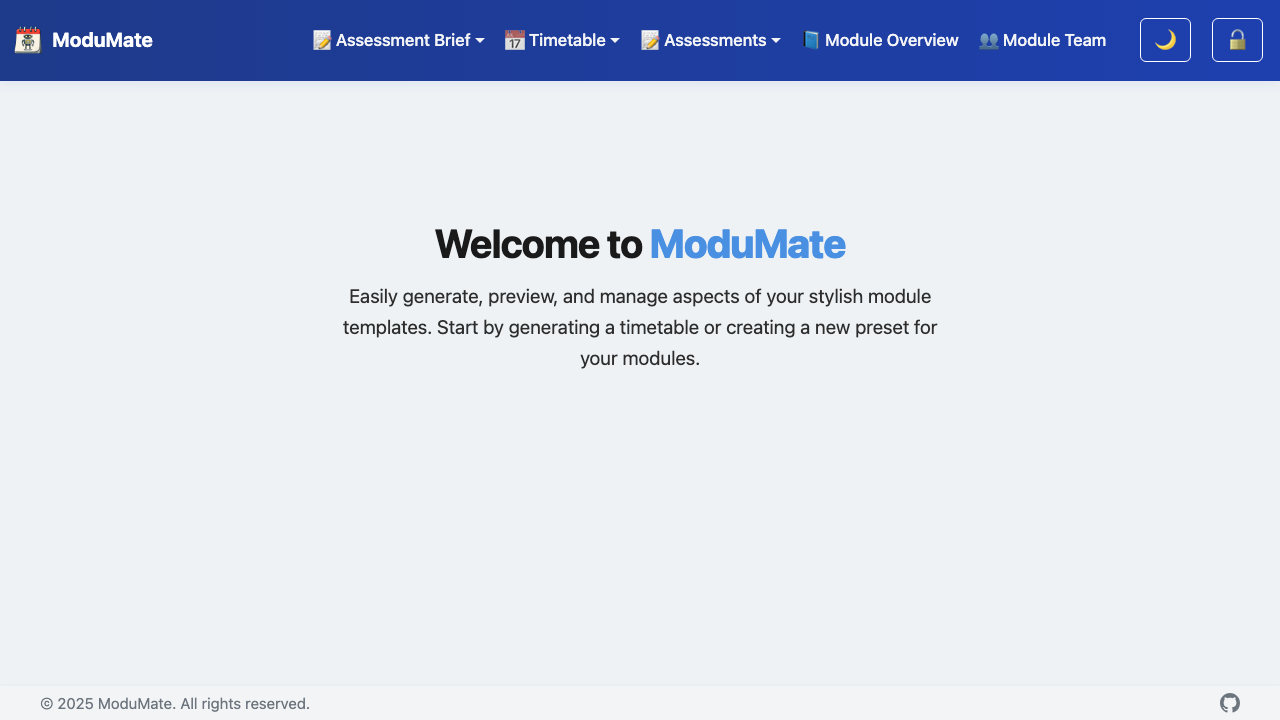 ModuMate
Assessment Brief
17
Timetable
Assessments
Module Overview
Module Team
Welcome to ModuMate
Easily generate, preview, and manage aspects of your stylish module
templates. Start by generating a timetable or creating a new preset for
your modules.
© 2025 ModuMate. All rights reserved.